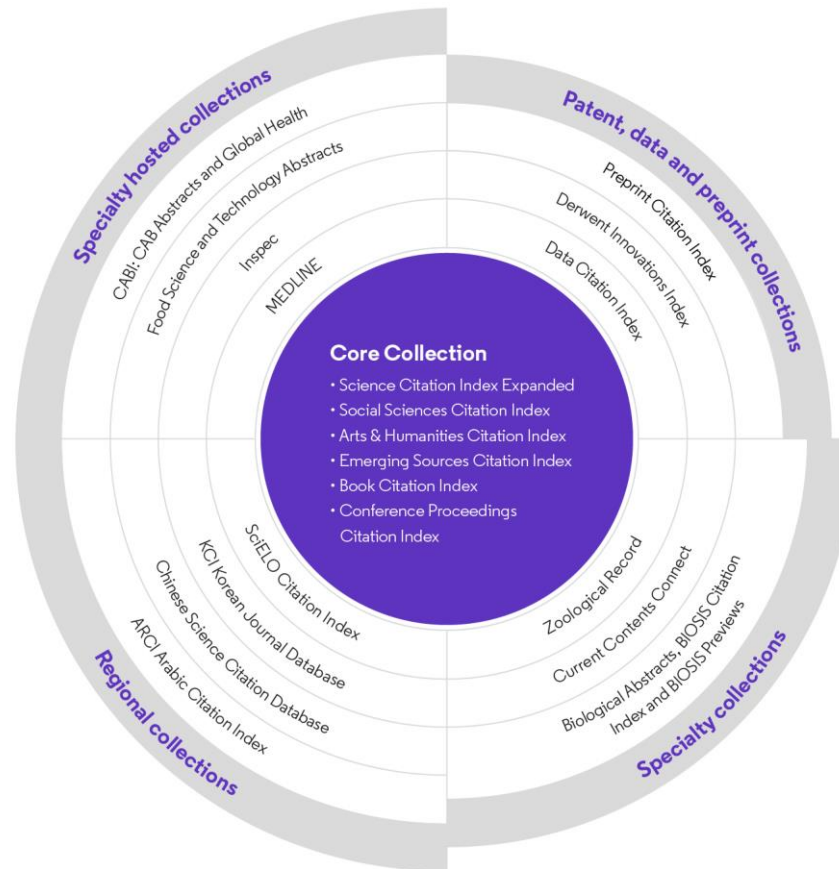 Specialty hosted collections
CABI: CAB Abstracts and Global Health
Food Science and Technology Abstracts
Inspec
MEDLINE
Patent, data and preprint collections
Preprint Citation Index
Derwent Innovations Index
Data Citation Index
Core Collection
• Science Citation Index Expanded
• Social Sciences Citation Index
• Arts & Humanities Citation Index
• Emerging Sources Citation Index
• Book Citation Index
• Conference Proceedings
Citation Index
SciELO Citation Index
KCI Korean Journal Database
Chinese Science Citation Database
ARCI Arabic Citation Index
Regional collections
Zoological Record
Current Contents Connect
Biological Abstracts, BIOSIS Citation
Index and BIOSIS Previews
Specialty collections